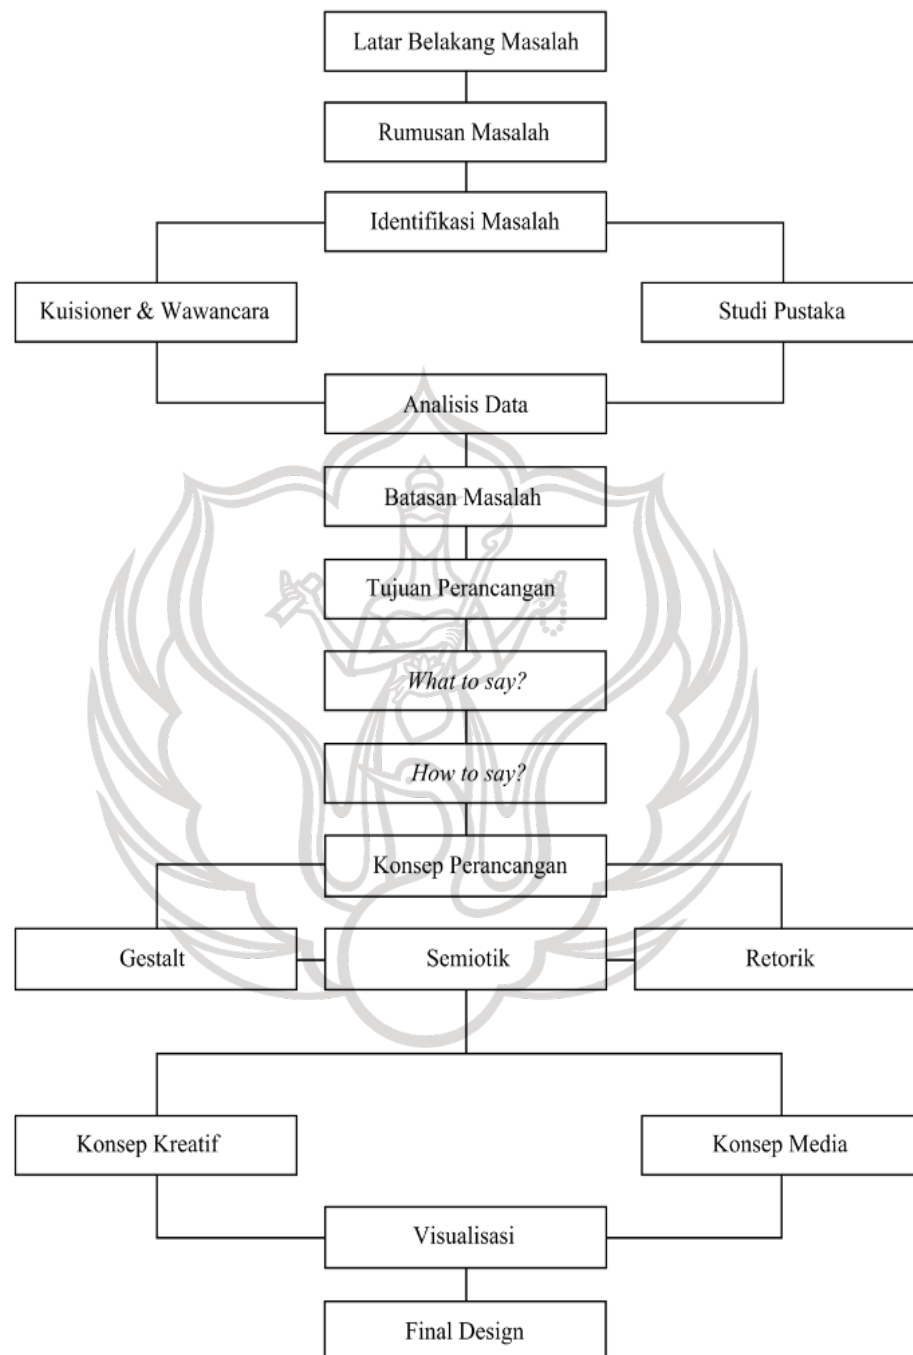 Latar Belakang Masalah
Rumusan Masalah
Identifikasi Masalah
Kuisioner & Wawancara
Studi Pustaka
Analisis Data
Batasan Masalah
Tujuan Perancangan
What to say?
How to say?
Konsep Perancangan
Gestalt
Semiotik
Retorik
Konsep Kreatif
Konsep Media
Visualisasi
Final Design